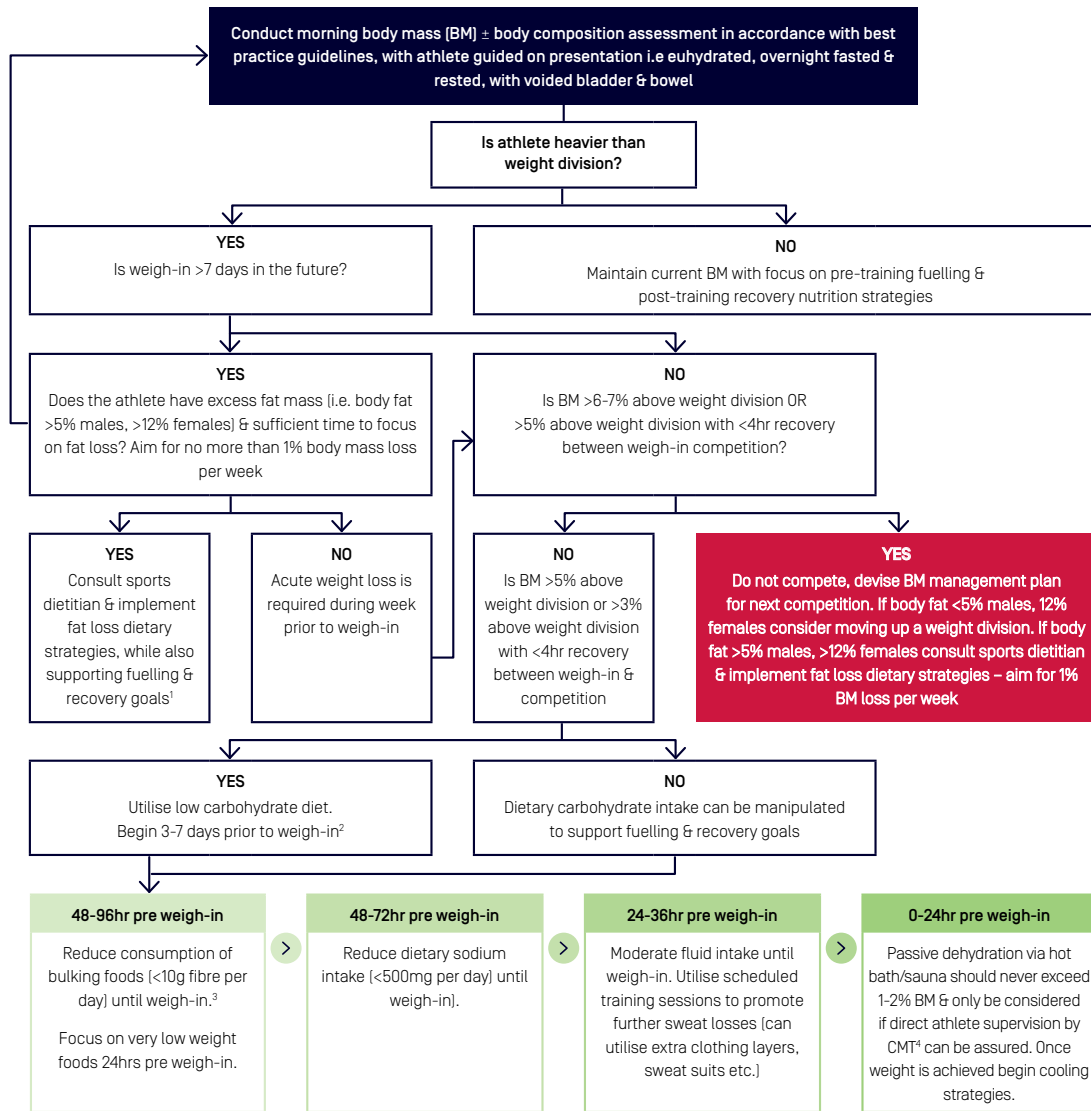 Conduct morning body mass (BM) ± body composition assessment in accordance with best
practice guidelines, with athlete guided on presentation i.e euhydrated, overnight fasted &
rested, with voided bladder & bowel
Is athlete heavier than
weight division?
YES
Is weigh-in >7 days in the future?
NO
Maintain current BM with focus on pre-training fuelling &
post-training recovery nutrition strategies
YES
Does the athlete have excess fat mass (i.e. body fat
>5% males, >12% females) & sufficient time to focus
on fat loss? Aim for no more than 1% body mass loss
per week
NO
Is BM >6-7% above weight division OR
>5% above weight division with <4hr recovery
between weigh-in competition?
YES
Consult sports
dietitian & implement
fat loss dietary
strategies, while also
supporting fuelling &
recovery goals¹
NO
Acute weight loss is
required during week
prior to weigh-in
NO
Is BM >5% above
weight division or >3%
above weight division
with <4hr recovery
between weigh-in &
competition
YES
Do not compete, devise BM management plan
for next competition. If body fat <5% males, 12%
females consider moving up a weight division. If body
fat >5% males, >12% females consult sports dietitian
& implement fat loss dietary strategies – aim for 1%
BM loss per week
YES
Utilise low carbohydrate diet.
Begin 3-7 days prior to weigh-in²
NO
Dietary carbohydrate intake can be manipulated
to support fuelling & recovery goals
48-96hr pre weigh-in
Reduce consumption of
bulking foods (<10g fibre per
day) until weigh-in.³
Focus on very low weight
foods 24hrs pre weigh-in.
48-72hr pre weigh-in
Reduce dietary sodium
intake (<500mg per day) until
weigh-in).
24-36hr pre weigh-in
Moderate fluid intake until
weigh-in. Utilise scheduled
training sessions to promote
further sweat losses (can
utilise extra clothing layers,
sweat suits etc.)
0-24hr pre weigh-in
Passive dehydration via hot
bath/sauna should never exceed
1-2% BM & only be considered
if direct athlete supervision by
CMT⁴ can be assured. Once
weight is achieved begin cooling
strategies.